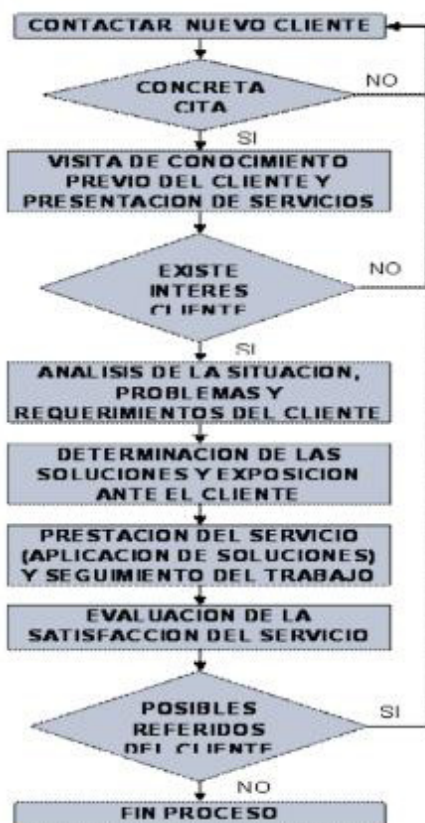 CONTACTAR NUEVO CLIENTE
CONCRETA
CITA
NO
SI
VISITA DE CONOCIMIENTO
PREVIO DEL CLIENTE Y
PRESENTACION DE SERVICIOS
EXISTE
INTERES
CLIENTE
NO
SI
ANALISIS DE LA SITUACION,
PROBLEMAS Y
REQUERIMIENTOS DEL CLIENTE
DETERMINACION DE LAS
SOLUCIONES Y EXPOSICION
ANTE EL CLIENTE
PRESTACION DEL SERVICIO
(APLICACION DE SOLUCIONES)
Y SEGUIMIENTO DEL TRABAJO
EVALUACION DE LA
SATISFACCION DEL SERVICIO
POSIBLES
REFERIDOS
DEL CLIENTE
SI
NO
FIN PROCESO